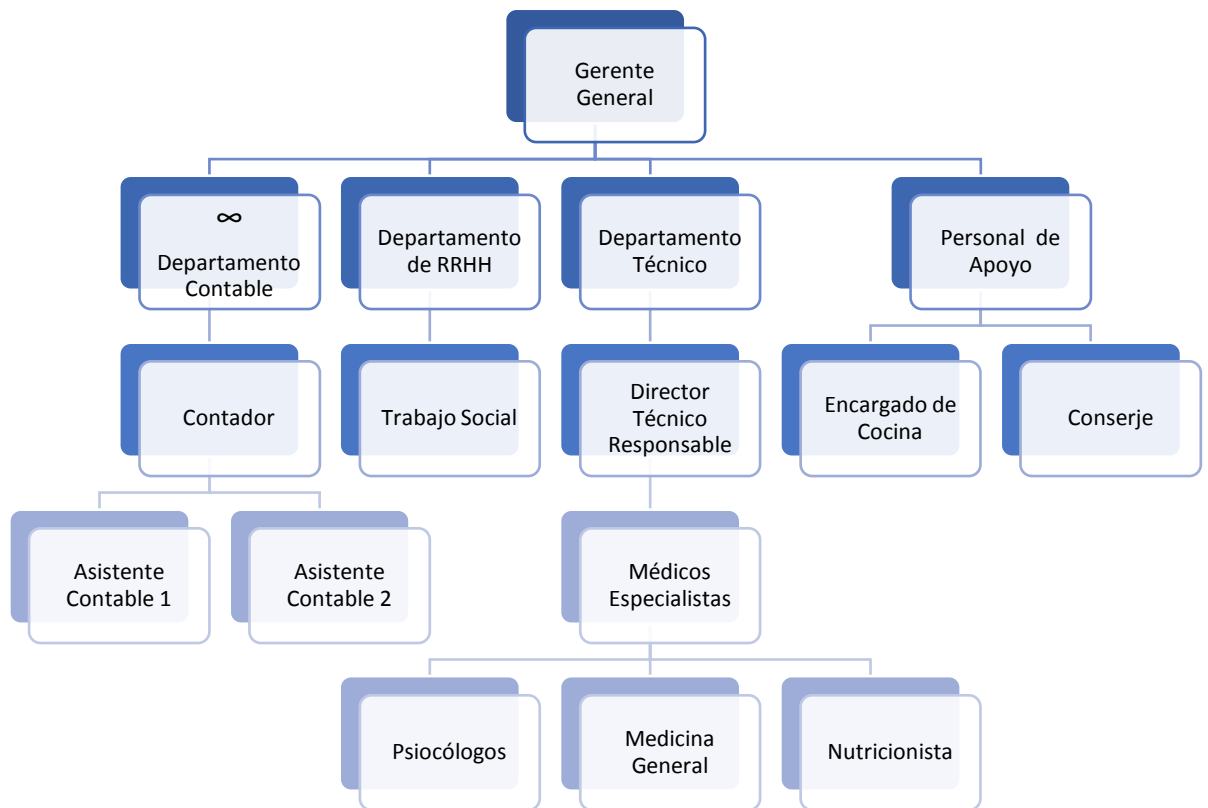 Gerente
General
∞
Departamento
Contable
Departamento
de RRHH
Departamento
Técnico
Personal de
Apoyo
Contador
Trabajo Social
Director
Técnico
Responsable
Encargado de
Cocina
Conserje
Asistente
Contable 1
Asistente
Contable 2
Médicos
Especialistas
Psiocólogos
Medicina
General
Nutricionista